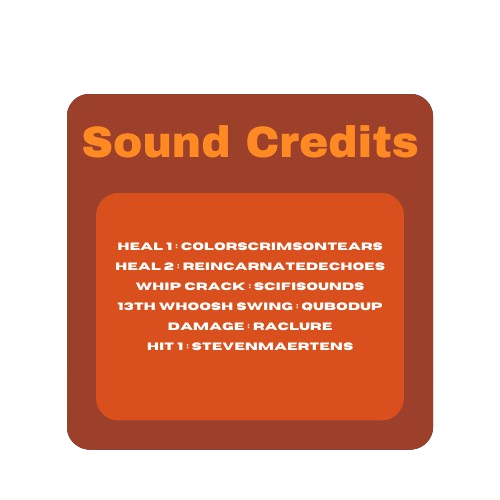 Sound Credits
HEAL 1 : COLORSCRIMSONTEARS
HEAL 2 : REINCARNATEDECHOES
WHIP CRACK : SCIFISOUNDS
13TH WHOOSH SWING : QUBODUP
DAMAGE : RACLURE
HIT 1 : STEVENMAERTENS